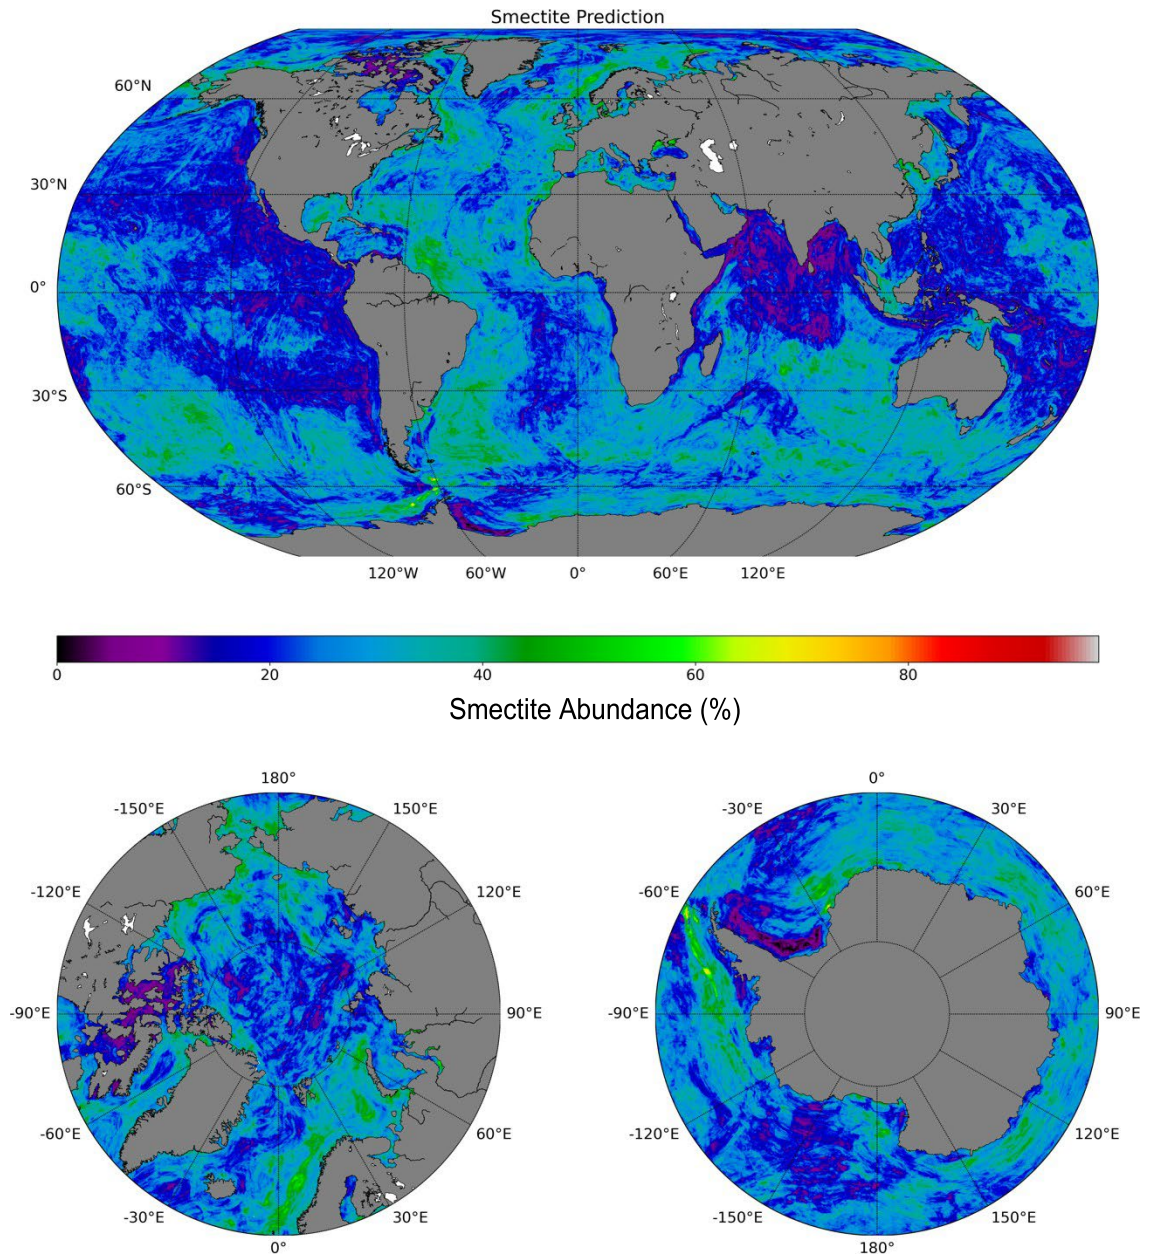 Smectite Prediction
60°N
30°N
0°
30°S
60°S
120°W 60°W 0° 60°E 120°E
0 20 40 60 80
Smectite Abundance (%)
180° 0°
-150°E 150°E -30°E 30°E
-120°E 120°E -60°E 60°E
-90°E 90°E -90°E 90°E
-60°E 60°E -120°E 120°E
-30°E 30°E -150°E 150°E
0° 180°